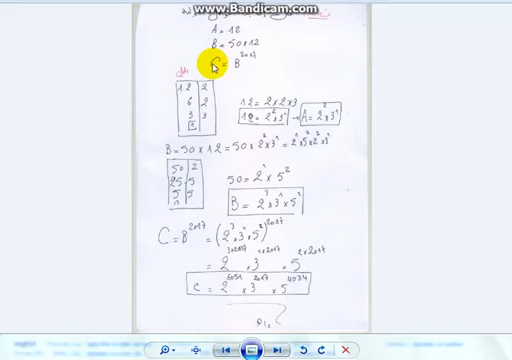 www.BANDICAM.com
A = 12
B = 50 × 12
C = B^2017
12 | 2
6 | 2
3 | 3
1
12 = 2 × 2 × 3
12 = 2² × 3¹ → A = 2² × 3¹
B = 50 × 12 = 50 × 2² × 3¹ = 2¹ × 5² × 2² × 3¹
50 | 2
25 | 5
5 | 5
1
50 = 2¹ × 5²
B = 2³ × 3¹ × 5²
C = B^2017 = (2³ × 3¹ × 5²)^2017
= 2^3×2017 × 3^1×2017 × 5^2×2017
C = 2^6051 × 3^2017 × 5^4034